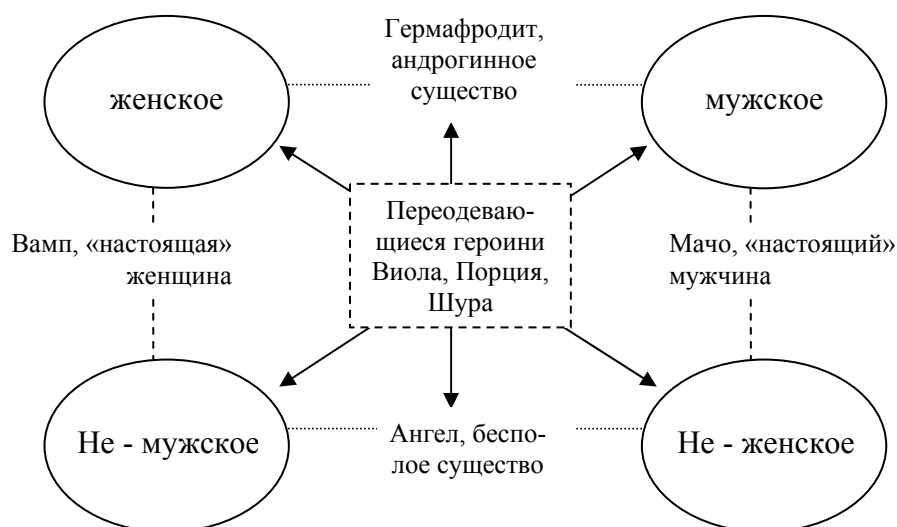 Гермафродит,
андрогинное
существо
женское
мужское
Переодеваю-
щиеся героини
Виола, Порция,
Шура
Вамп, «настоящая»
женщина
Мачо, «настоящий»
мужчина
Не - мужское
Ангел, беспо-
лое существо
Не - женское